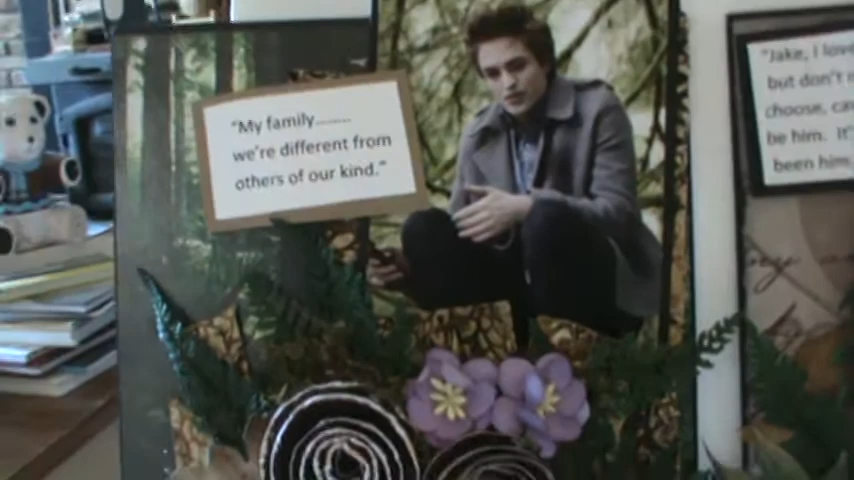 “My family........
we’re different from
others of our kind.”
“Jake, I love
but don’t
choose, 
be him. It’
been him